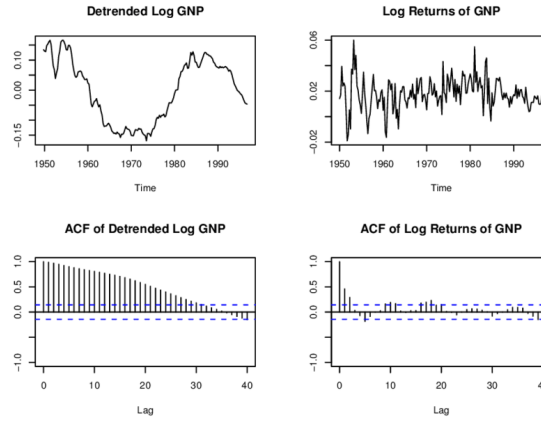 Detrended Log GNP
0.10
0.00
−0.15
1950 1960 1970 1980 1990
Time
Log Returns of GNP
0.06
0.02
−0.02
1950 1960 1970 1980 1990
Time
ACF of Detrended Log GNP
1.0
0.5
0.0
−1.0
0 10 20 30 40
Lag
ACF of Log Returns of GNP
1.0
0.5
0.0
−1.0
0 10 20 30
Lag